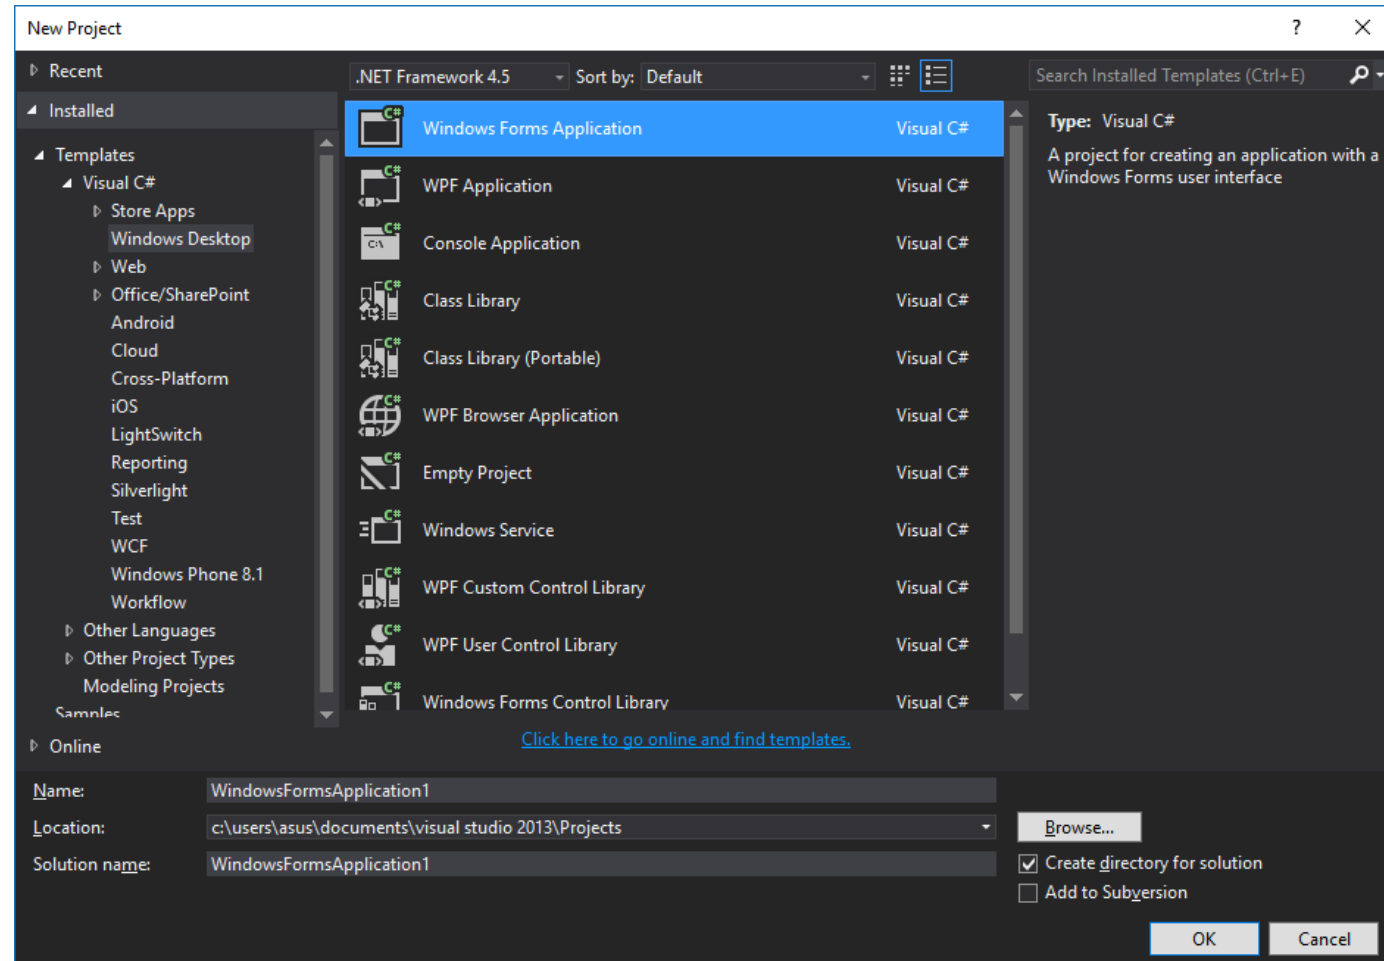 New Project
?
Recent
.NET Framework 4.5
Sort by: Default
Search Installed Templates (Ctrl+E)
Installed
Templates
Visual C#
Store Apps
Windows Desktop
Web
Office/SharePoint
Android
Cloud
Cross-Platform
iOS
LightSwitch
Reporting
Silverlight
Test
WCF
Windows Phone 8.1
Workflow
Other Languages
Other Project Types
Modeling Projects
Samples
Online
C# Windows Forms Application Visual C#
C# WPF Application Visual C#
C# C:\ Console Application Visual C#
C# Class Library Visual C#
C# Class Library (Portable) Visual C#
C# WPF Browser Application Visual C#
C# Empty Project Visual C#
C# Windows Service Visual C#
C# WPF Custom Control Library Visual C#
C# WPF User Control Library Visual C#
C# Windows Forms Control Library Visual C#
Click here to go online and find templates.
Type: Visual C#
A project for creating an application with a
Windows Forms user interface
Name: WindowsFormsApplication1
Location: c:\users\asus\documents\visual studio 2013\Projects
Browse...
Solution name: WindowsFormsApplication1
Create directory for solution
Add to Subversion
OK
Cancel